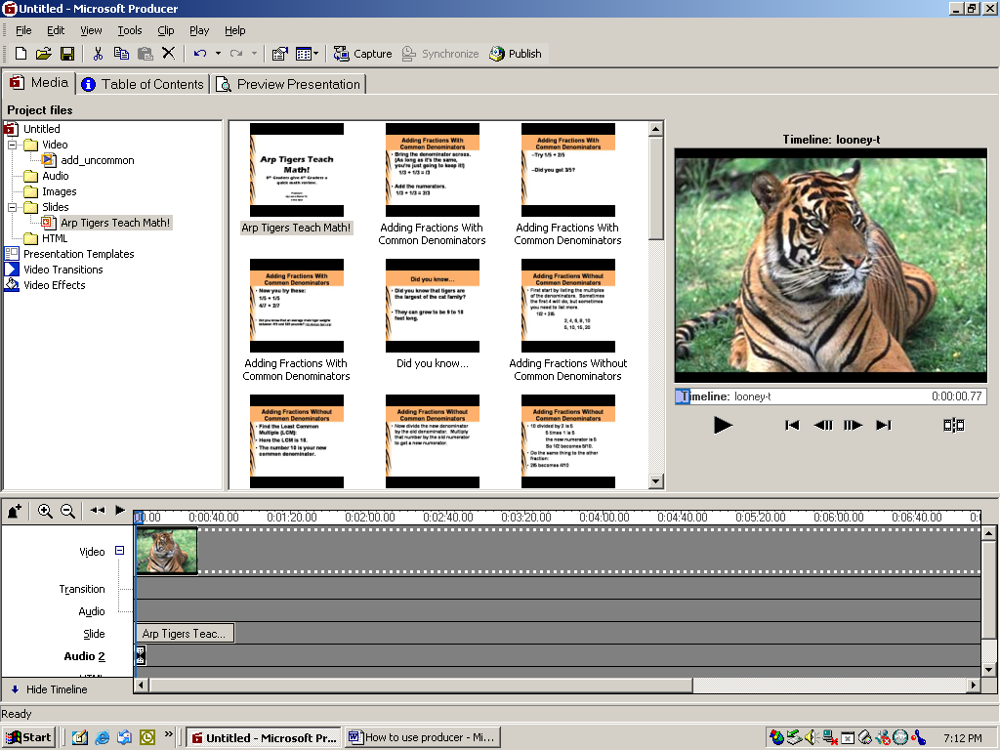 Untitled - Microsoft Producer
File Edit View Tools Clip Play Help
Capture Synchronize Publish
Media Table of Contents Preview Presentation
Project files
Untitled
Video
add_uncommon
Audio
Images
Slides
Arp Tigers Teach Math!
HTML
Presentation Templates
Video Transitions
Video Effects
Arp Tigers Teach
Math!
quick math review.
Arp Tigers Teach Math!
Adding Fractions With
Common Denominators
• Bring the denominator across.
(As long as it's the same,
you're just going to keep it!)
1/3 + 1/3 = /3
• Add the numerators.
1/3 + 1/3 = 2/3
Adding Fractions With
Common Denominators
Adding Fractions With
Common Denominators
–Try 1/5 + 2/5
–Did you get 3/5?
Adding Fractions With
Common Denominators
Adding Fractions With
Common Denominators
• Now you try these:
1/5 + 1/5
4/7 + 2/7
Adding Fractions With
Common Denominators
Did you know...
• Did you know that tigers are
the largest of the cat family?
• They can grow to be 9 to 10
feet long.
Did you know...
Adding Fractions Without
Common Denominators
• First start by listing the multiples
of the denominators. Sometimes
the first 4 will do, but sometimes
you need to list more.
1/2 + 2/5
2, 4, 6, 8, 10
5, 10, 15, 20
Adding Fractions Without
Common Denominators
Adding Fractions Without
Common Denominators
• Find the Least Common
Multiple (LCM):
• Here the LCM is 10.
• The number 10 is your new
common denominator.
Adding Fractions Without
Common Denominators
• Now divide the new denominator
by the old denominator. Multiply
that number by the old numerator
to get a new numerator.
Adding Fractions Without
Common Denominators
• 10 divided by 2 is 5
5 times 1 is 5
the new numerator is 5
So 1/2 becomes 5/10.
• Do the same thing to the other
fraction:
• 2/5 becomes 4/10
Timeline: looney-t
Timeline: looney-t 0:00:00.77
00.00 0:00:40.00 0:01:20.00 0:02:00.00 0:02:40.00 0:03:20.00 0:04:00.00 0:04:40.00 0:05:20.00 0:06:00.00 0:06:40.00 0:
Video
Transition
Audio
Slide Arp Tigers Teac...
Audio 2
HTML
Hide Timeline
Ready
Start » Untitled - Microsoft Pr... How to use producer - Mi... 7:12 PM